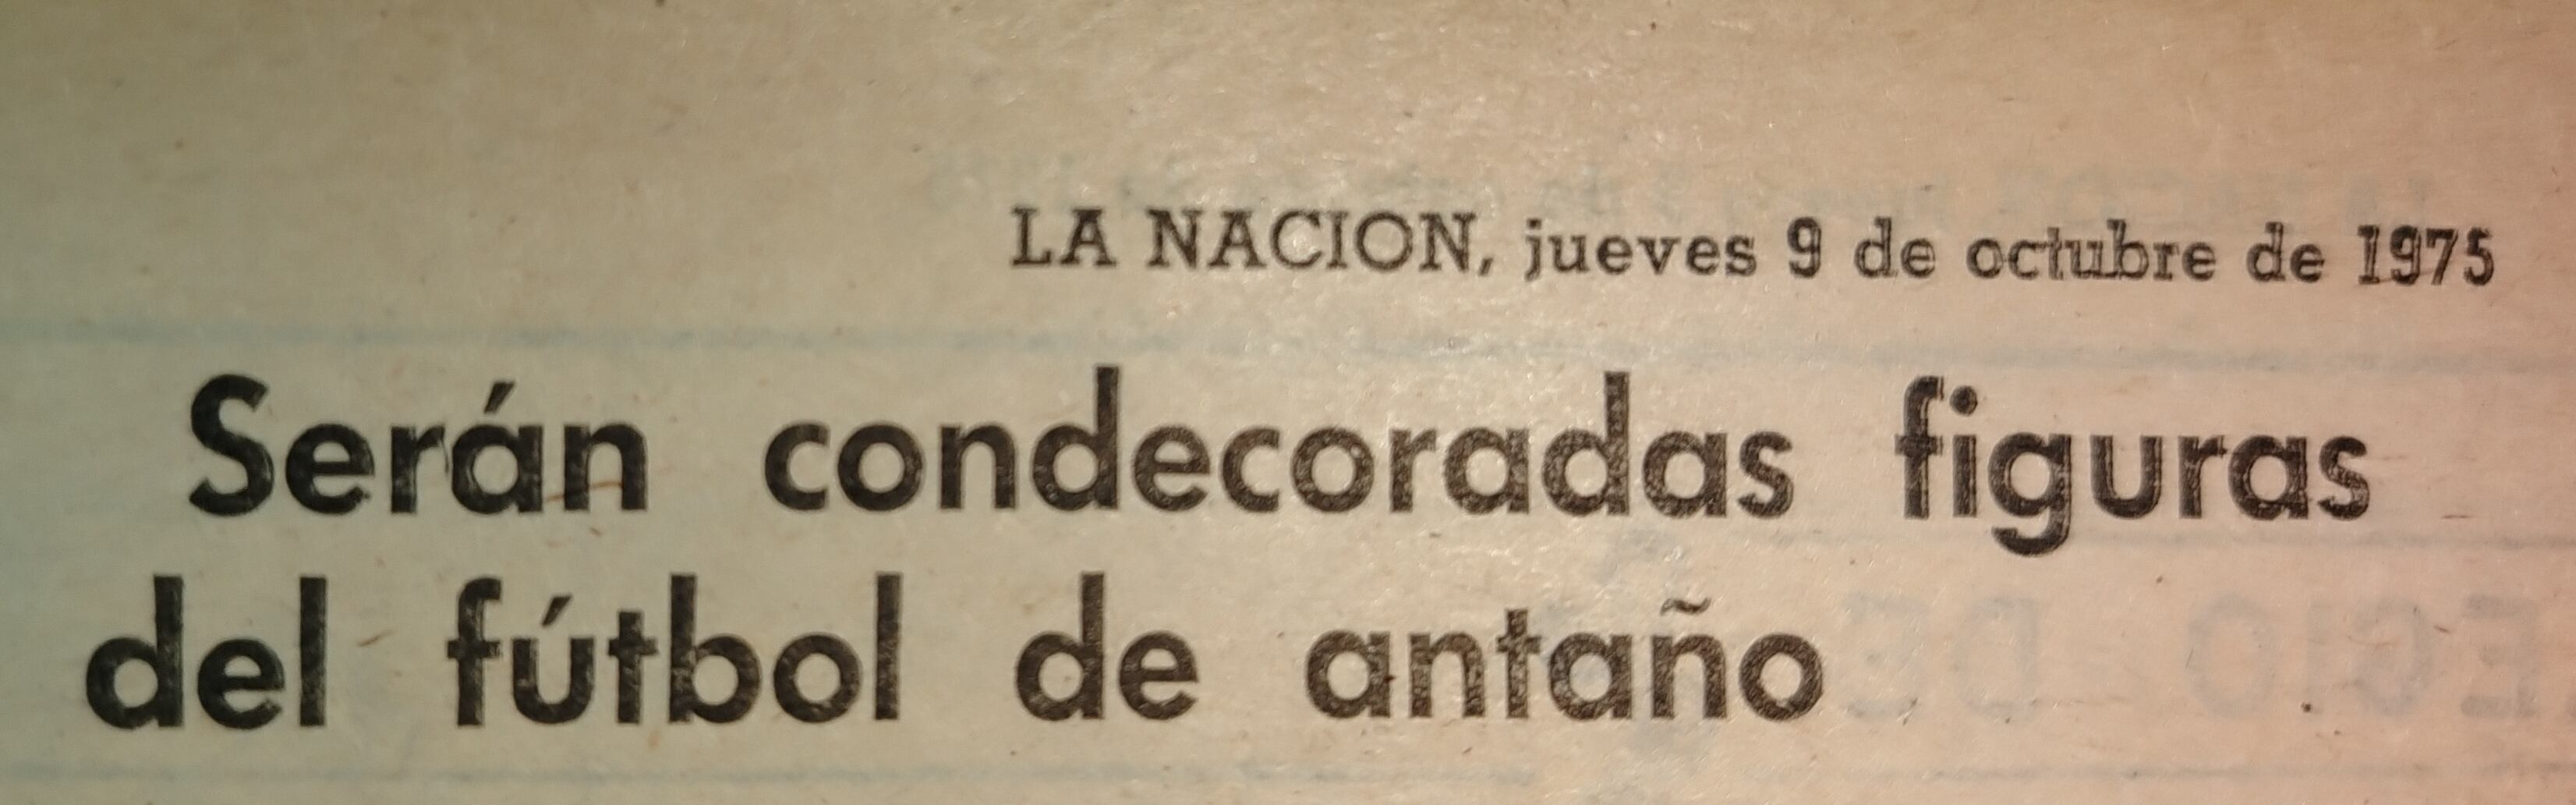 LA NACION, jueves 9 de octubre de 1975
Serán condecoradas figuras
del fútbol de antaño